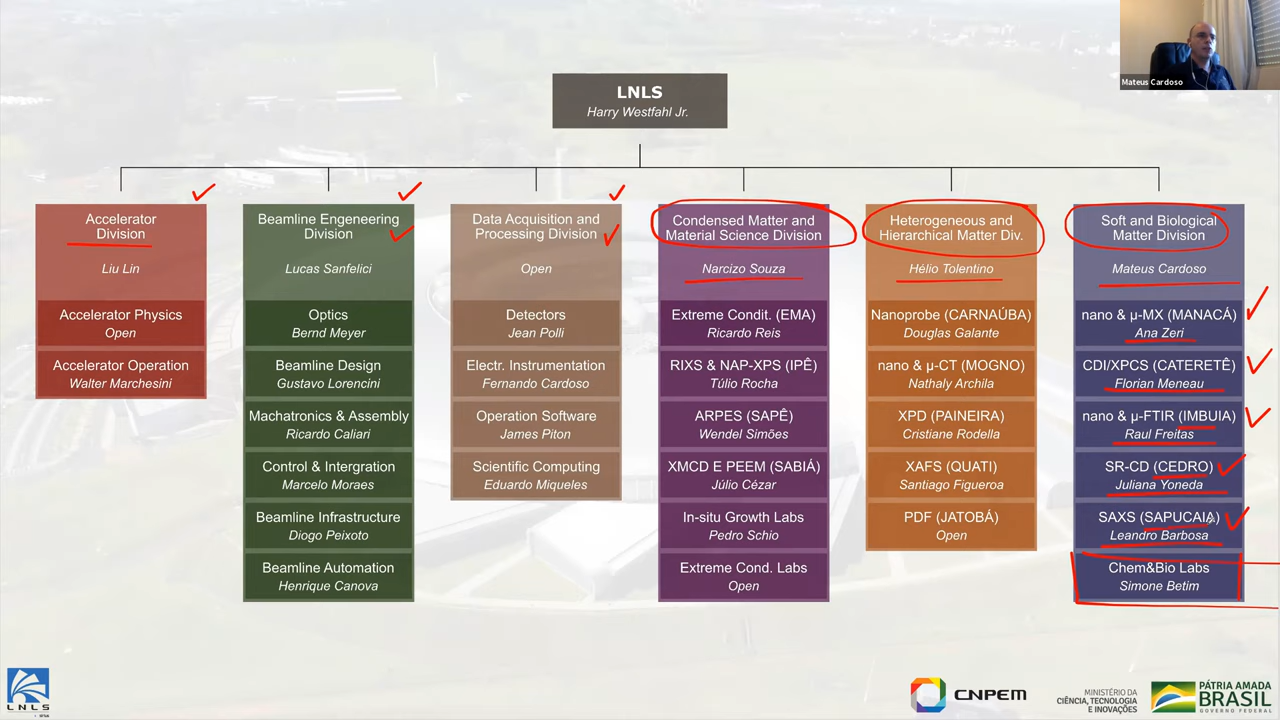 Mateus Cardoso
LNLS
Harry Westfahl Jr.
Accelerator
Division
Liu Lin
Accelerator Physics
Open
Accelerator Operation
Walter Marchesini
Beamline Engeneering
Division
Lucas Sanfelici
Optics
Bernd Meyer
Beamline Design
Gustavo Lorencini
Machatronics & Assembly
Ricardo Caliari
Control & Intergration
Marcelo Moraes
Beamline Infrastructure
Diogo Peixoto
Beamline Automation
Henrique Canova
Data Acquisition and
Processing Division
Open
Detectors
Jean Polli
Electr. Instrumentation
Fernando Cardoso
Operation Software
James Piton
Scientific Computing
Eduardo Miqueles
Condensed Matter and
Material Science Division
Narcizo Souza
Extreme Condit. (EMA)
Ricardo Reis
RIXS & NAP-XPS (IPÊ)
Túlio Rocha
ARPES (SAPÊ)
Wendel Simões
XMCD E PEEM (SABIÁ)
Júlio Cézar
In-situ Growth Labs
Pedro Schio
Extreme Cond. Labs
Open
Heterogeneous and
Hierarchical Matter Div.
Hélio Tolentino
Nanoprobe (CARNAÚBA)
Douglas Galante
nano & µ-CT (MOGNO)
Nathaly Archila
XPD (PAINEIRA)
Cristiane Rodella
XAFS (QUATI)
Santiago Figueroa
PDF (JATOBÁ)
Open
Soft and Biological
Matter Division
Mateus Cardoso
nano & µ-MX (MANACÁ)
Ana Zeri
CDI/XPCS (CATERETÊ)
Florian Meneau
nano & µ-FTIR (IMBUIA)
Raul Freitas
SR-CD (CEDRO)
Juliana Yoneda
SAXS (SAPUCAIA)
Leandro Barbosa
Chem&Bio Labs
Simone Betim
LNLS
CNPEM
MINISTÉRIO DA
CIÊNCIA, TECNOLOGIA
E INOVAÇÕES
PÁTRIA AMADA
BRASIL
GOVERNO FEDERAL